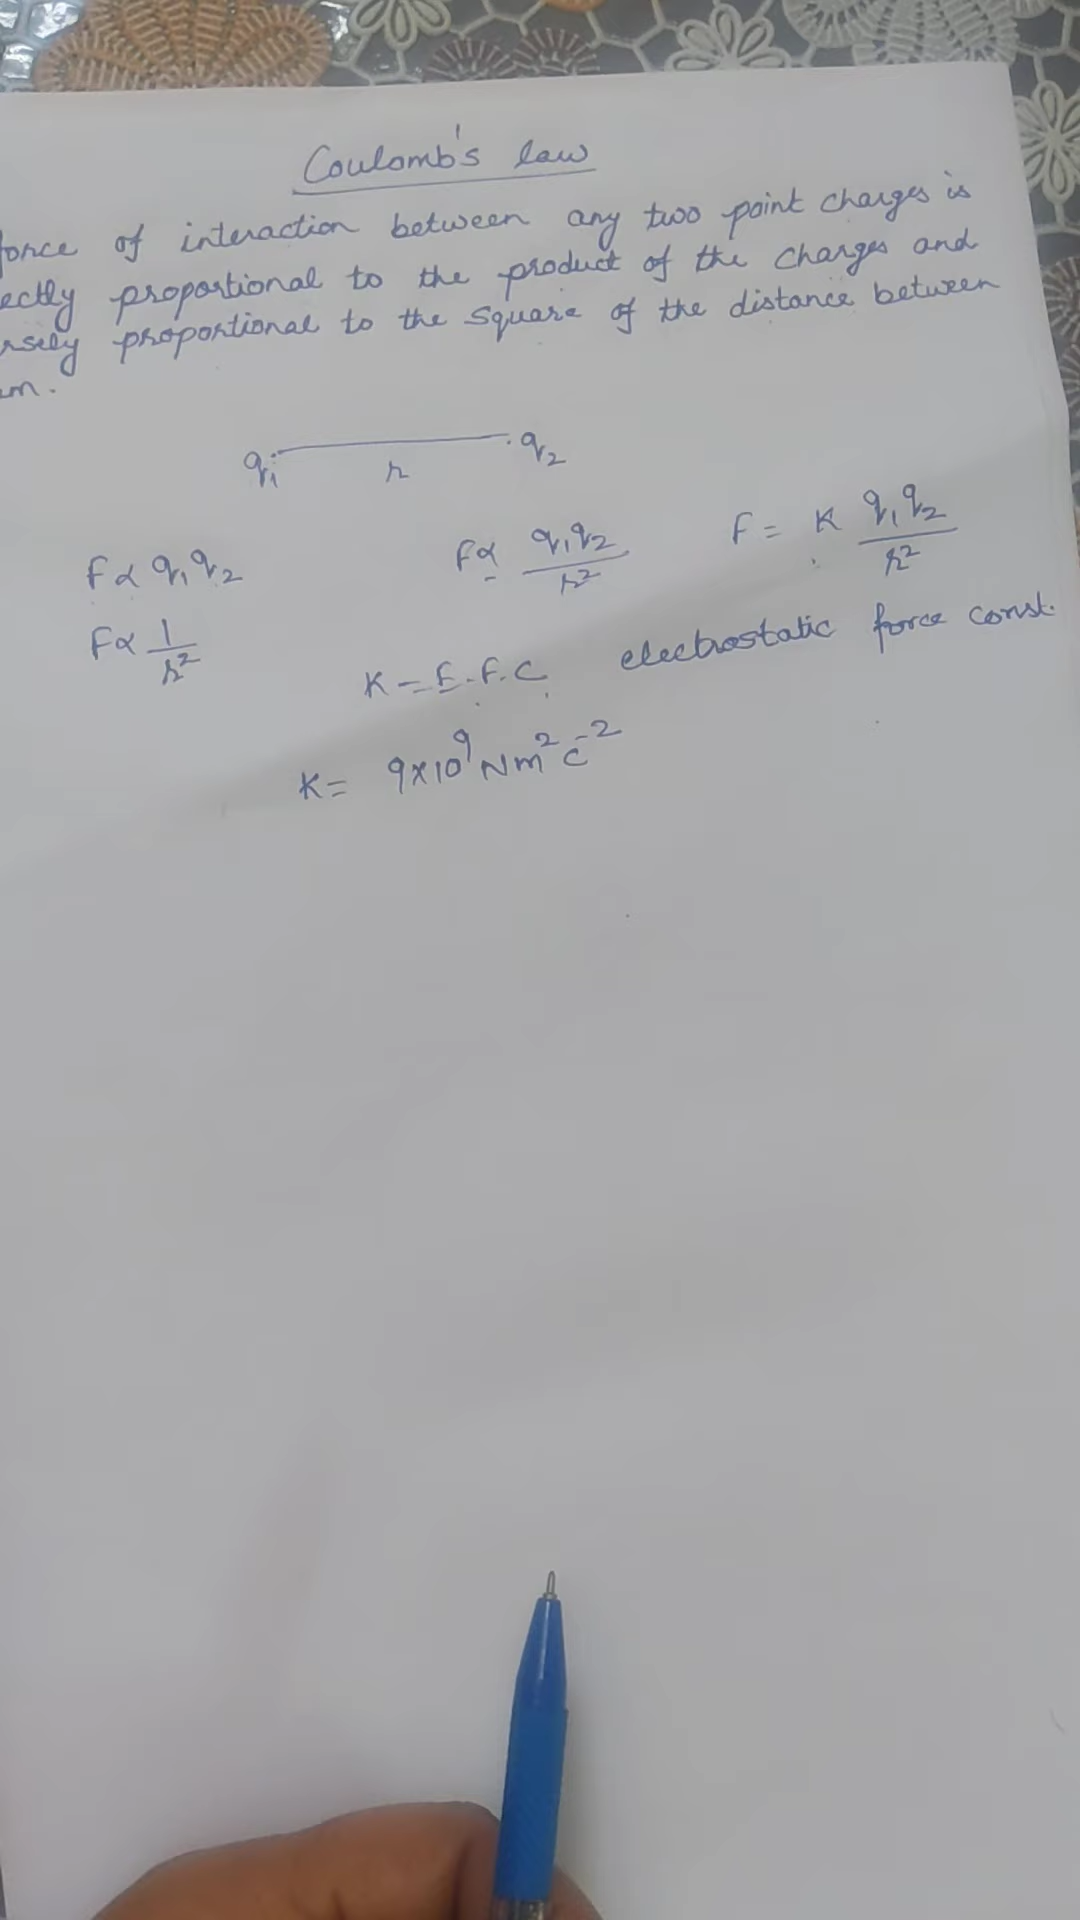 Coulomb's law
force of interaction between any two point charges is
ectly proportional to the product of the charges and
rsely proportional to the square of the distance between
em.
q₁ r q₂
F ∝ q₁q₂ F ∝ q₁q₂/r² F = K q₁q₂/r²
F ∝ 1/r²
K – E.F.C electrostatic force const.
K = 9×10⁹ Nm²C⁻²